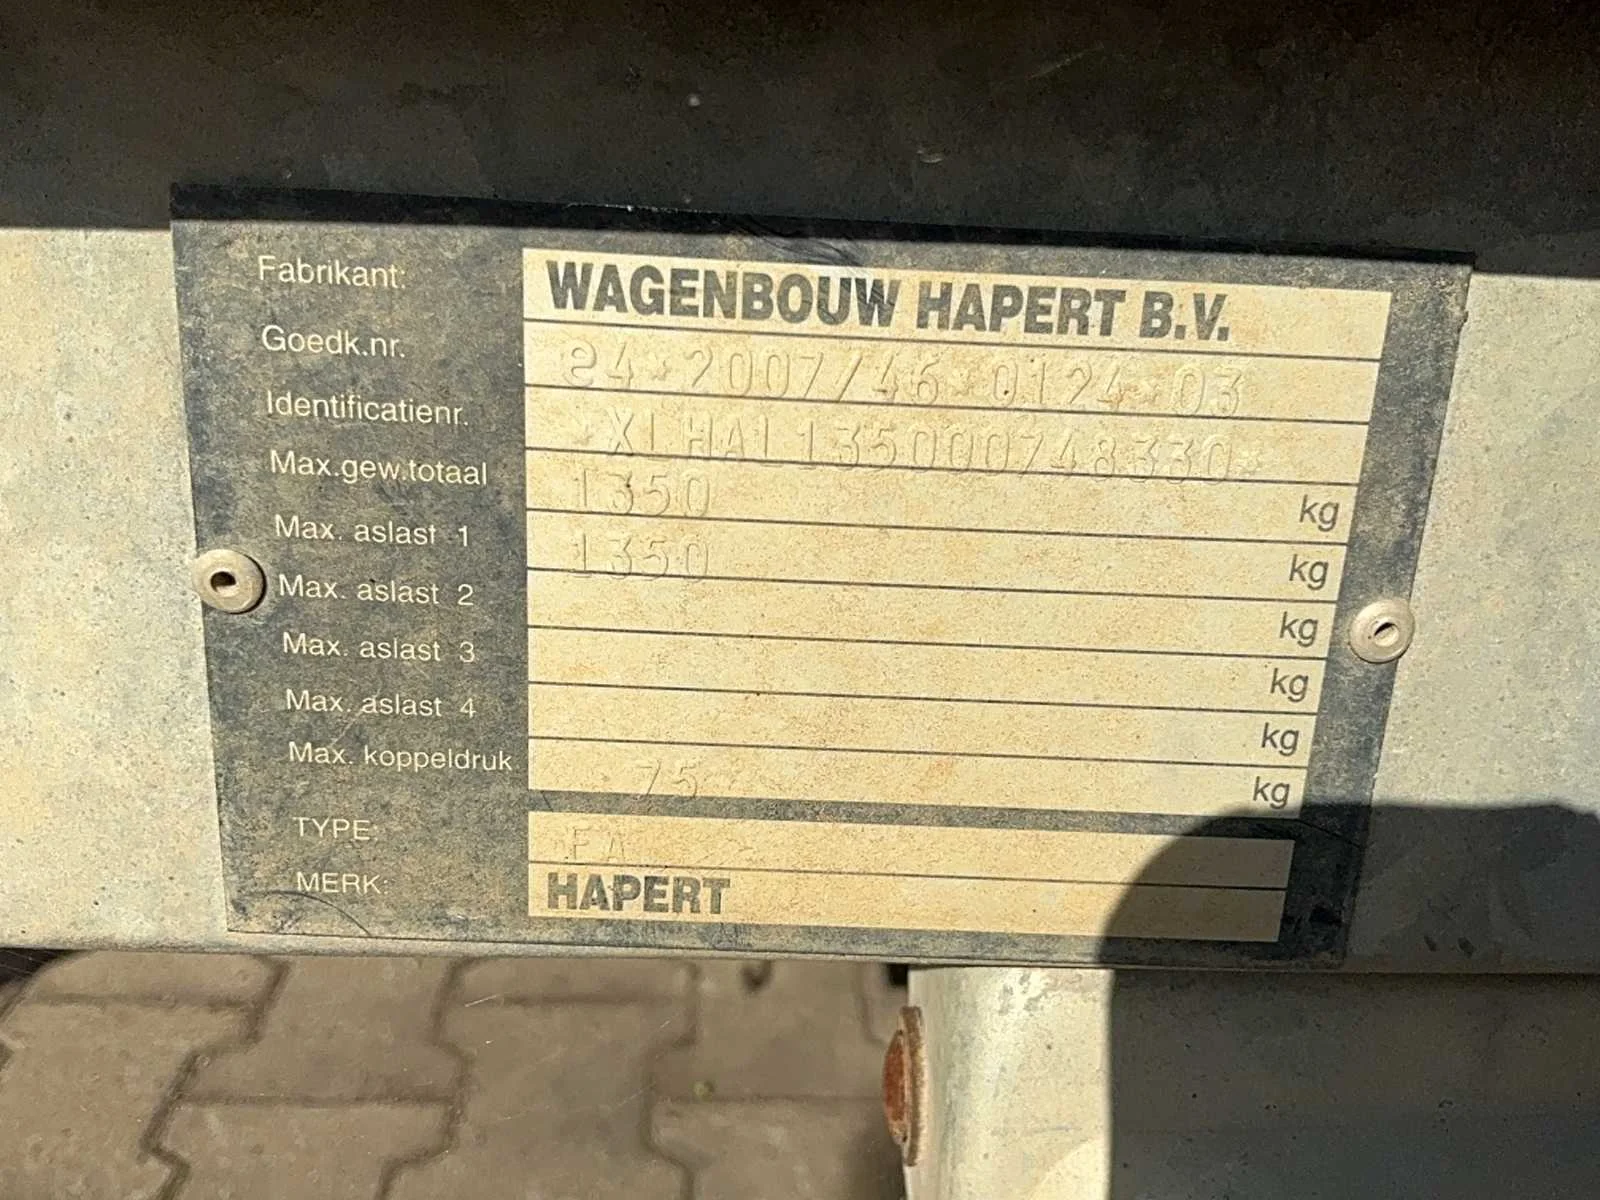 Fabrikant: WAGENBOUW HAPERT B.V.
Goedk.nr. e4*2007/46*0124*03
Identificatienr. *XLHAL135000748330*
Max.gew.totaal 1350 kg
Max. aslast 1 1350 kg
Max. aslast 2 kg
Max. aslast 3 kg
Max. aslast 4 kg
Max. koppeldruk 75 kg
TYPE: FA
MERK: HAPERT